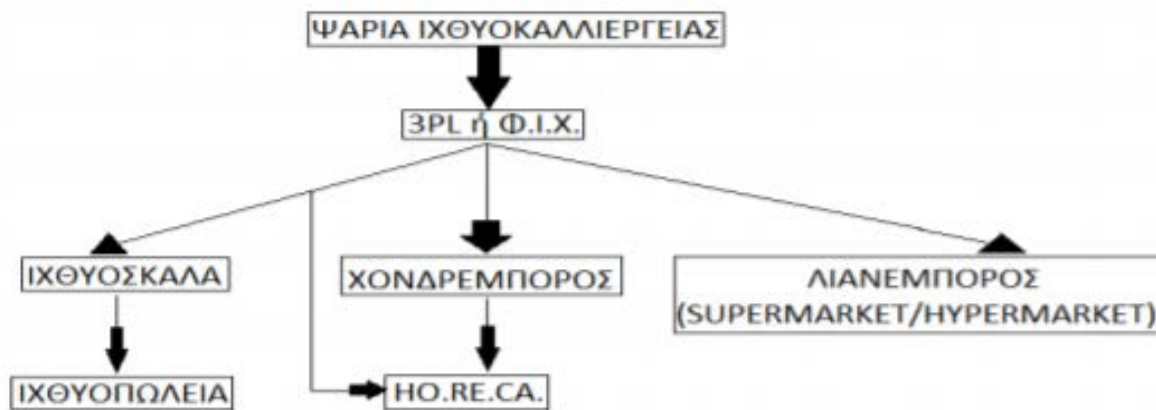 ΨΑΡΙΑ ΙΧΘΥΟΚΑΛΛΙΕΡΓΕΙΑΣ
3PL ή Φ.Ι.Χ.
ΙΧΘΥΟΣΚΑΛΑ
ΧΟΝΔΡΕΜΠΟΡΟΣ
ΛΙΑΝΕΜΠΟΡΟΣ
(SUPERMARKET/HYPERMARKET)
ΙΧΘΥΟΠΩΛΕΙΑ
HO.RE.CA.